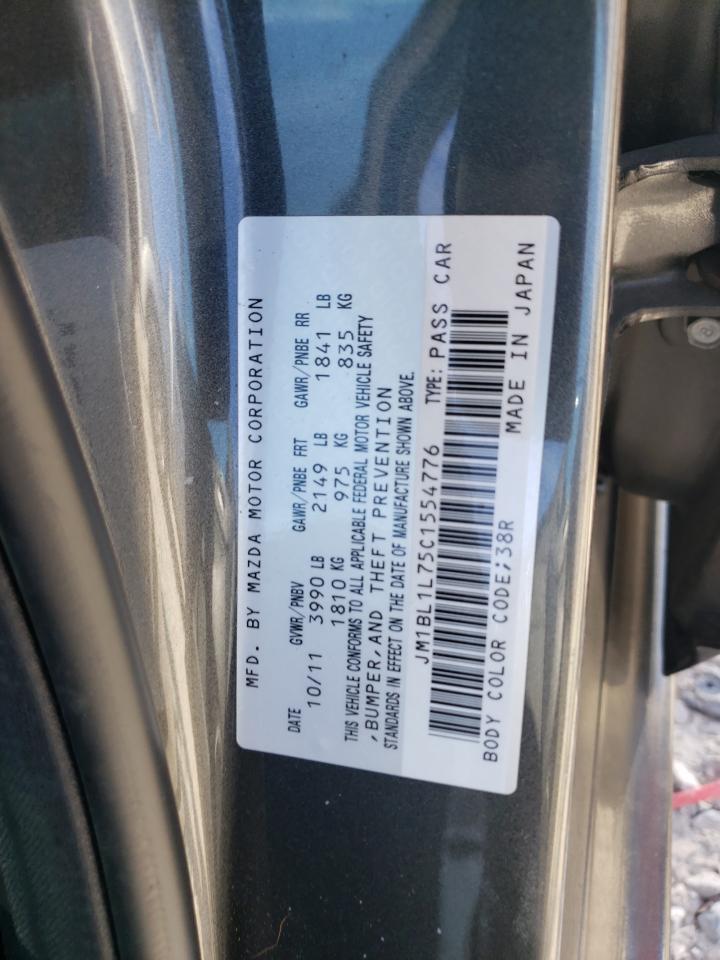 MFD. BY MAZDA MOTOR CORPORATION
DATE GVWR/PNBV GAWR/PNBE FRT GAWR/PNBE RR
10/11 3990 LB 2149 LB 1841 LB
1810 KG 975 KG 835 KG
THIS VEHICLE CONFORMS TO ALL APPLICABLE FEDERAL MOTOR VEHICLE SAFETY
,BUMPER,AND THEFT PREVENTION
STANDARDS IN EFFECT ON THE DATE OF MANUFACTURE SHOWN ABOVE.
JM1BL1L75C1554776 TYPE: PASS CAR
BODY COLOR CODE;38R MADE IN JAPAN